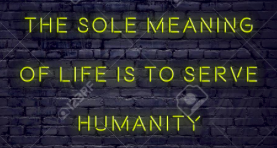 THE SOLE MEANING
OF LIFE IS TO SERVE
HUMANITY